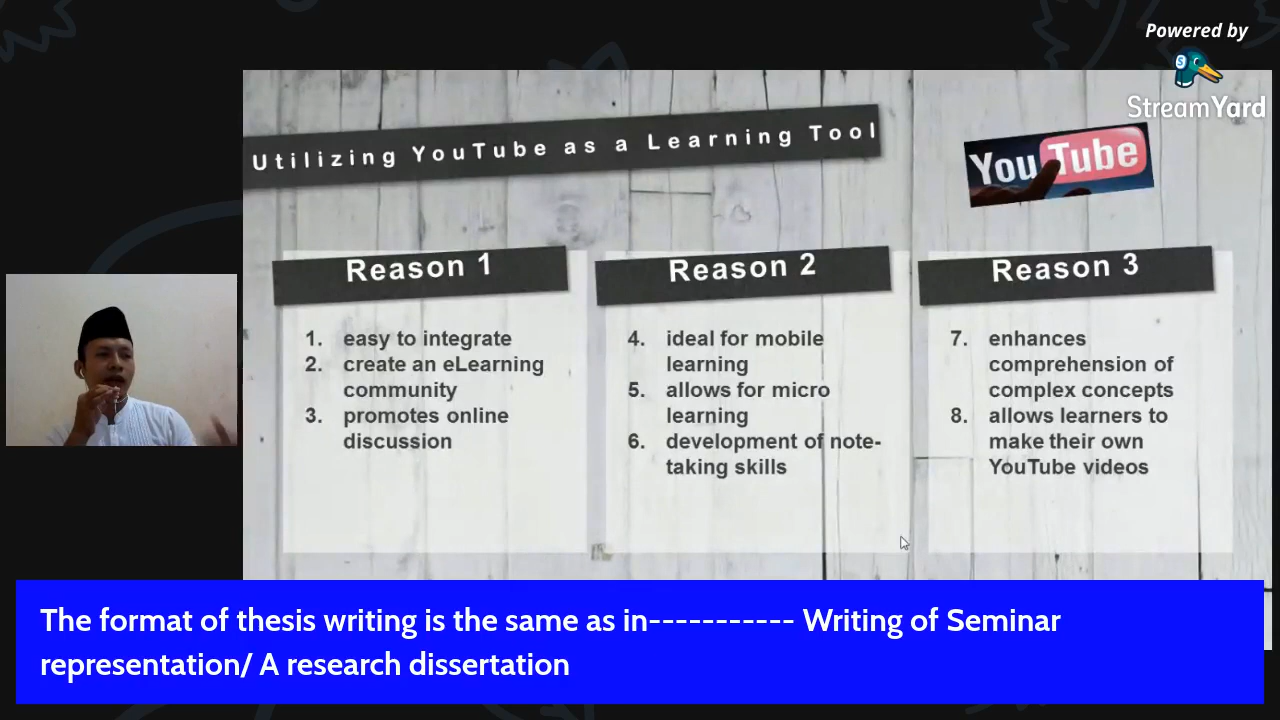 Powered by
StreamYard
Utilizing YouTube as a Learning Tool
YouTube
Reason 1
1. easy to integrate
2. create an eLearning
community
3. promotes online
discussion
Reason 2
4. ideal for mobile
learning
5. allows for micro
learning
6. development of note-
taking skills
Reason 3
7. enhances
comprehension of
complex concepts
8. allows learners to
make their own
YouTube videos
The format of thesis writing is the same as in----------- Writing of Seminar
representation/ A research dissertation